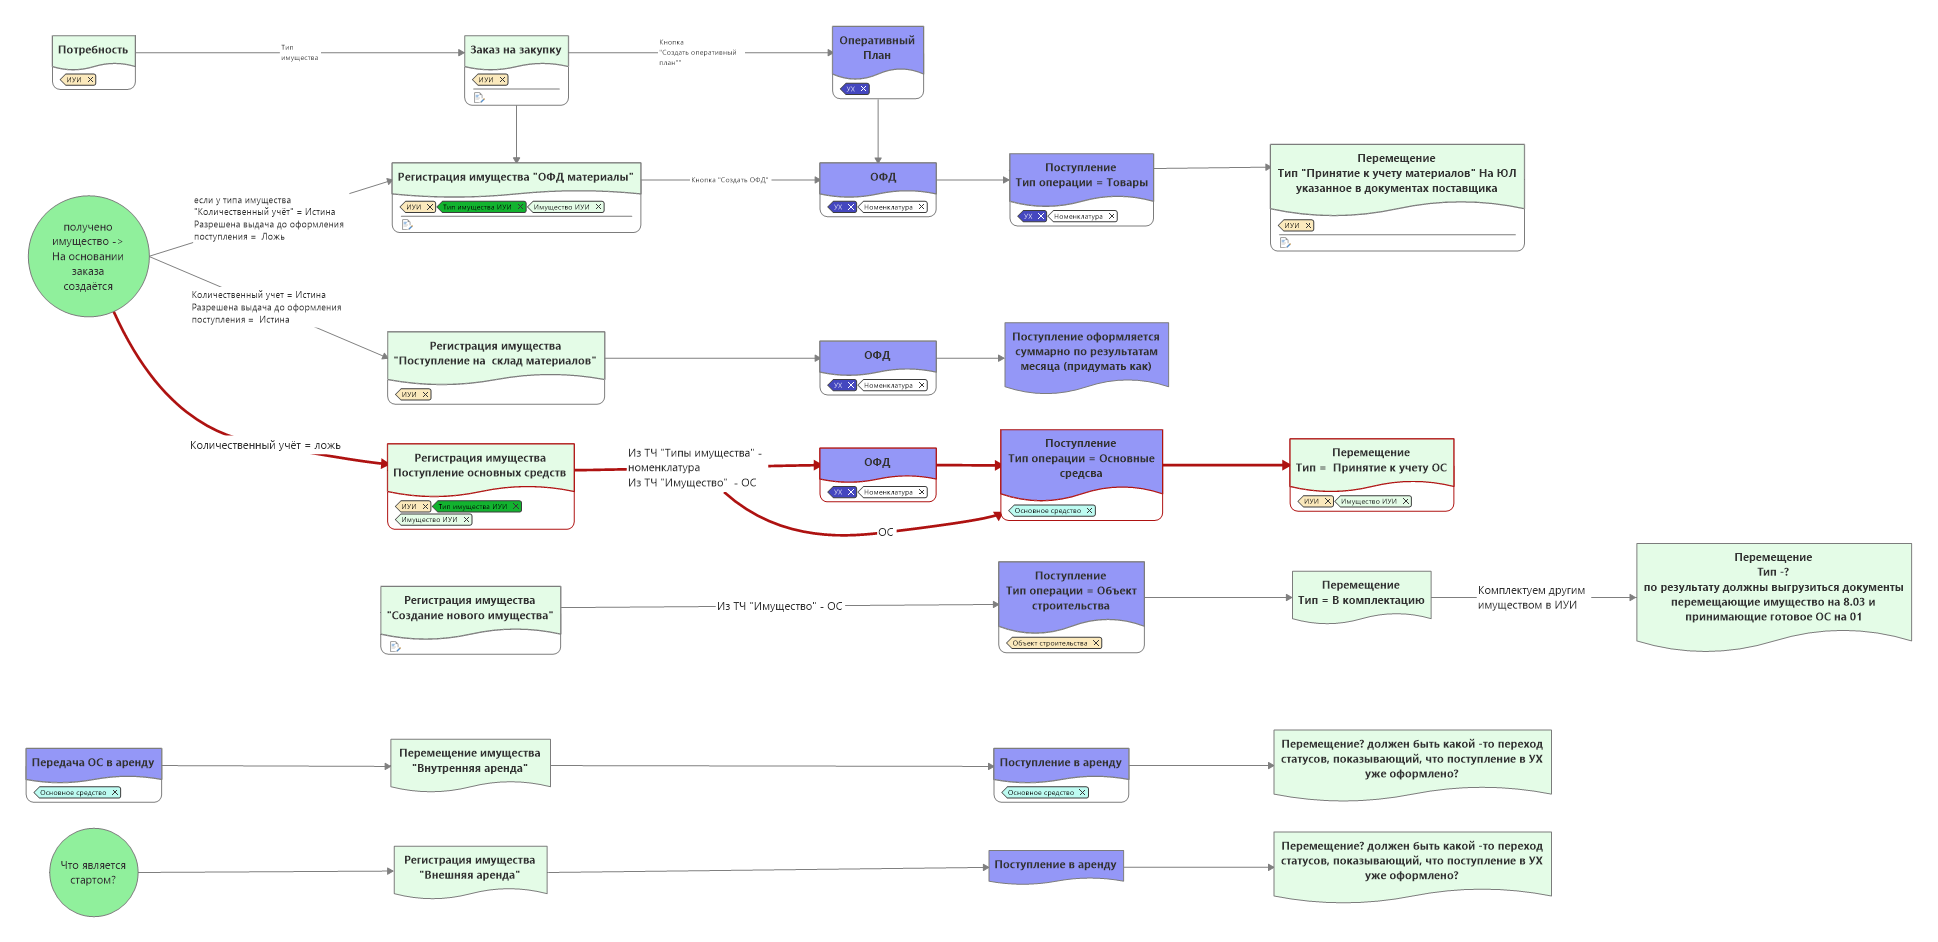 Потребность
ИУИ
Тип
имущества
Заказ на закупку
ИУИ
Кнопка
"Создать оперативный
план""
Оперативный
План
УХ
получено
имущество ->
На основании
заказа
создаётся
если у типа имущества
"Количественный учёт" = Истина
Разрешена выдача до оформления
поступления =  Ложь
Регистрация имущества "ОФД материалы"
ИУИ
Тип имущества ИУИ
Имущество ИУИ
Кнопка "Создать ОФД"
ОФД
УХ
Номенклатура
Поступление
Тип операции = Товары
УХ
Номенклатура
Перемещение
Тип "Принятие к учету материалов" На ЮЛ
указанное в документах поставщика
ИУИ
Количественный учет = Истина
Разрешена выдача до оформления
поступления =  Истина
Регистрация имущества
"Поступление на  склад материалов"
ИУИ
ОФД
УХ
Номенклатура
Поступление оформляется
суммарно по результатам
месяца (придумать как)
Количественный учёт = ложь
Регистрация имущества
Поступление основных средств
ИУИ
Тип имущества ИУИ
Имущество ИУИ
Из ТЧ "Типы имущества" -
номенклатура
Из ТЧ "Имущество"  - ОС
ОФД
УХ
Номенклатура
ОС
Поступление
Тип операции = Основные
средсва
Основное средство
Перемещение
Тип =  Принятие к учету ОС
ИУИ
Имущество ИУИ
Регистрация имущества
"Создание нового имущества"
Из ТЧ "Имущество" - ОС
Поступление
Тип операции = Объект
строительства
Объект строительства
Перемещение
Тип = В комплектацию
Комплектуем другим
имуществом в ИУИ
Перемещение
Тип -?
по результату должны выгрузиться документы
перемещающие имущество на 8.03 и
принимающие готовое ОС на 01
Передача ОС в аренду
Основное средство
Перемещение имущества
"Внутренняя аренда"
Поступление в аренду
Основное средство
Перемещение? должен быть какой -то переход
статусов, показывающий, что поступление в УХ
уже оформлено?
Что является
стартом?
Регистрация имущества
"Внешняя аренда"
Поступление в аренду
Перемещение? должен быть какой -то переход
статусов, показывающий, что поступление в УХ
уже оформлено?